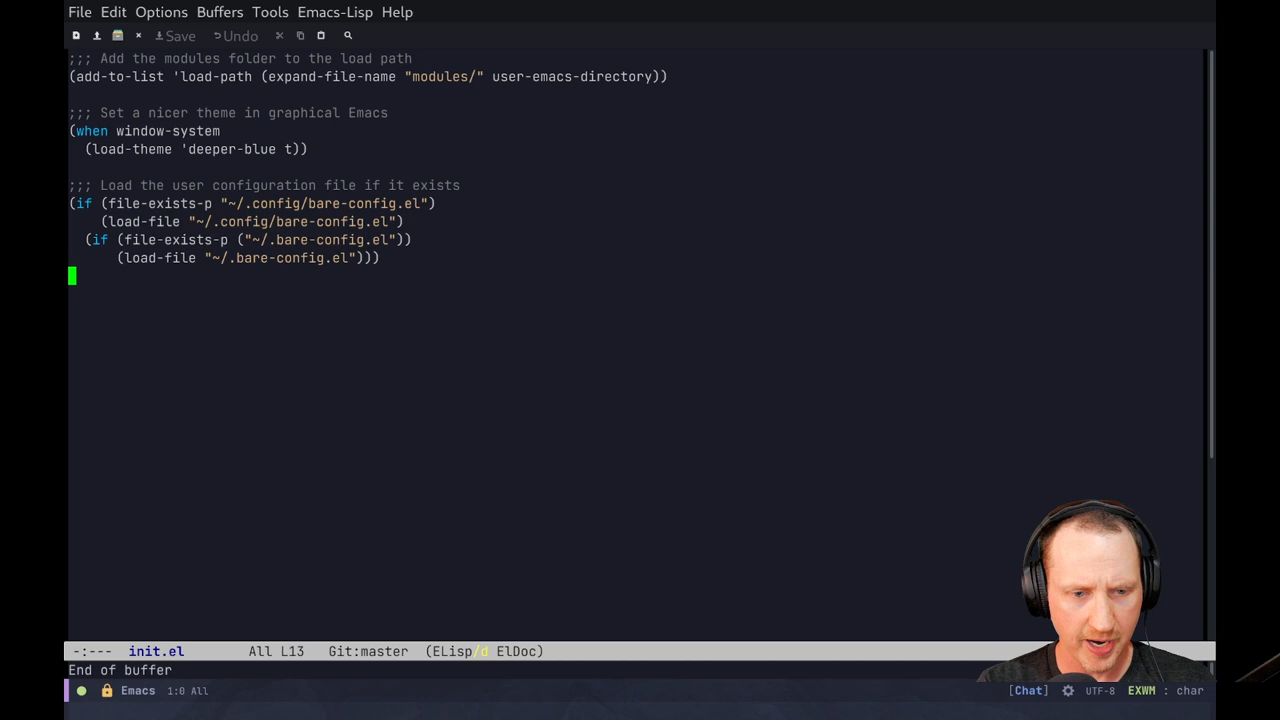 File Edit Options Buffers Tools Emacs-Lisp Help
Save Undo
;;; Add the modules folder to the load path
(add-to-list 'load-path (expand-file-name "modules/" user-emacs-directory))
;;; Set a nicer theme in graphical Emacs
(when window-system
  (load-theme 'deeper-blue t))
;;; Load the user configuration file if it exists
(if (file-exists-p "~/.config/bare-config.el")
    (load-file "~/.config/bare-config.el")
  (if (file-exists-p ("~/.bare-config.el"))
      (load-file "~/.bare-config.el")))
-:--- init.el All L13 Git:master (ELisp/d ElDoc)
End of buffer
Emacs 1:0 All [Chat] UTF-8 EXWM : char